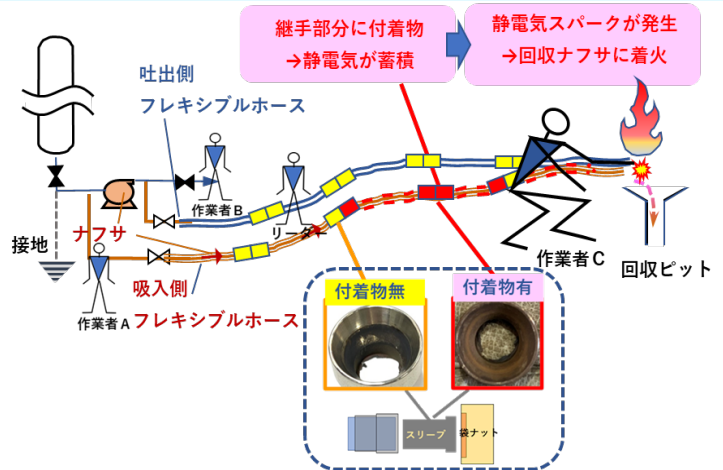 継手部分に付着物
→静電気が蓄積
静電気スパークが発生
→回収ナフサに着火
吐出側
フレキシブルホース
作業者B
リーダー
接地
ナフサ
作業者A
吸入側
フレキシブルホース
作業者C
回収ピット
付着物無
付着物有
スリーブ
袋ナット